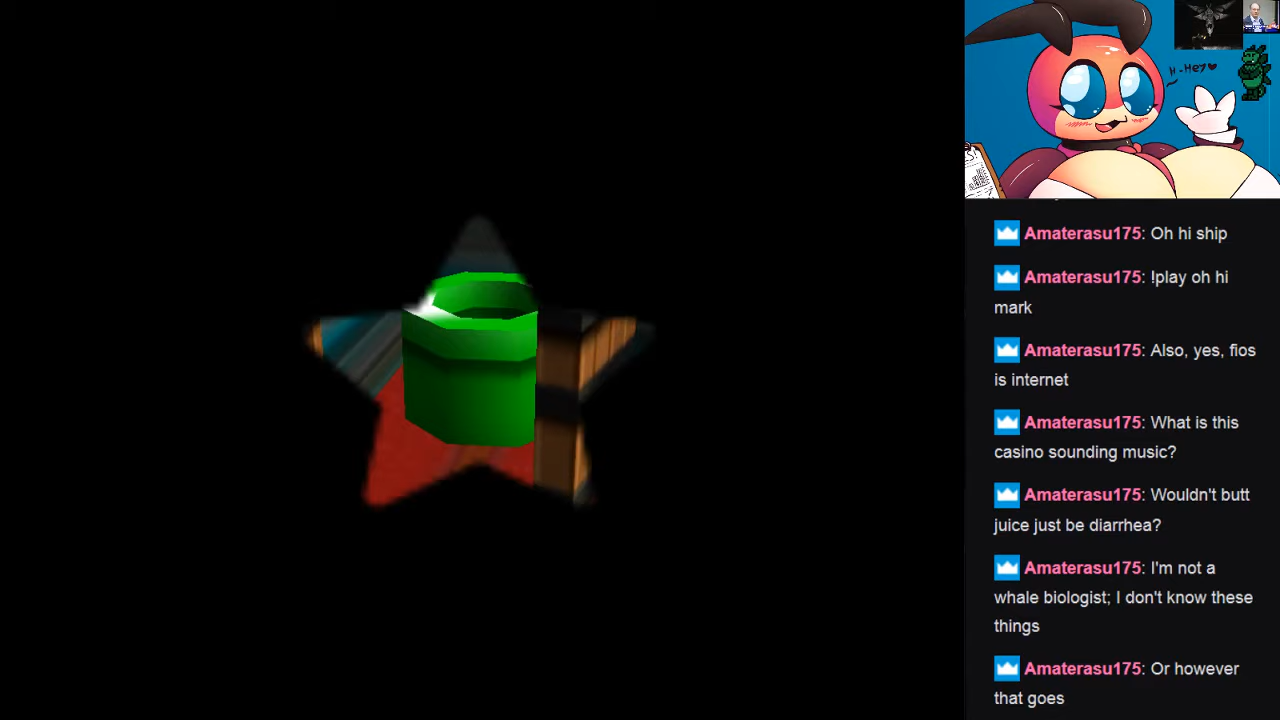 H-Hey♥
Amaterasu175: Oh hi ship
Amaterasu175: !play oh hi
mark
Amaterasu175: Also, yes, fios
is internet
Amaterasu175: What is this
casino sounding music?
Amaterasu175: Wouldn't butt
juice just be diarrhea?
Amaterasu175: I'm not a
whale biologist; I don't know these
things
Amaterasu175: Or however
that goes